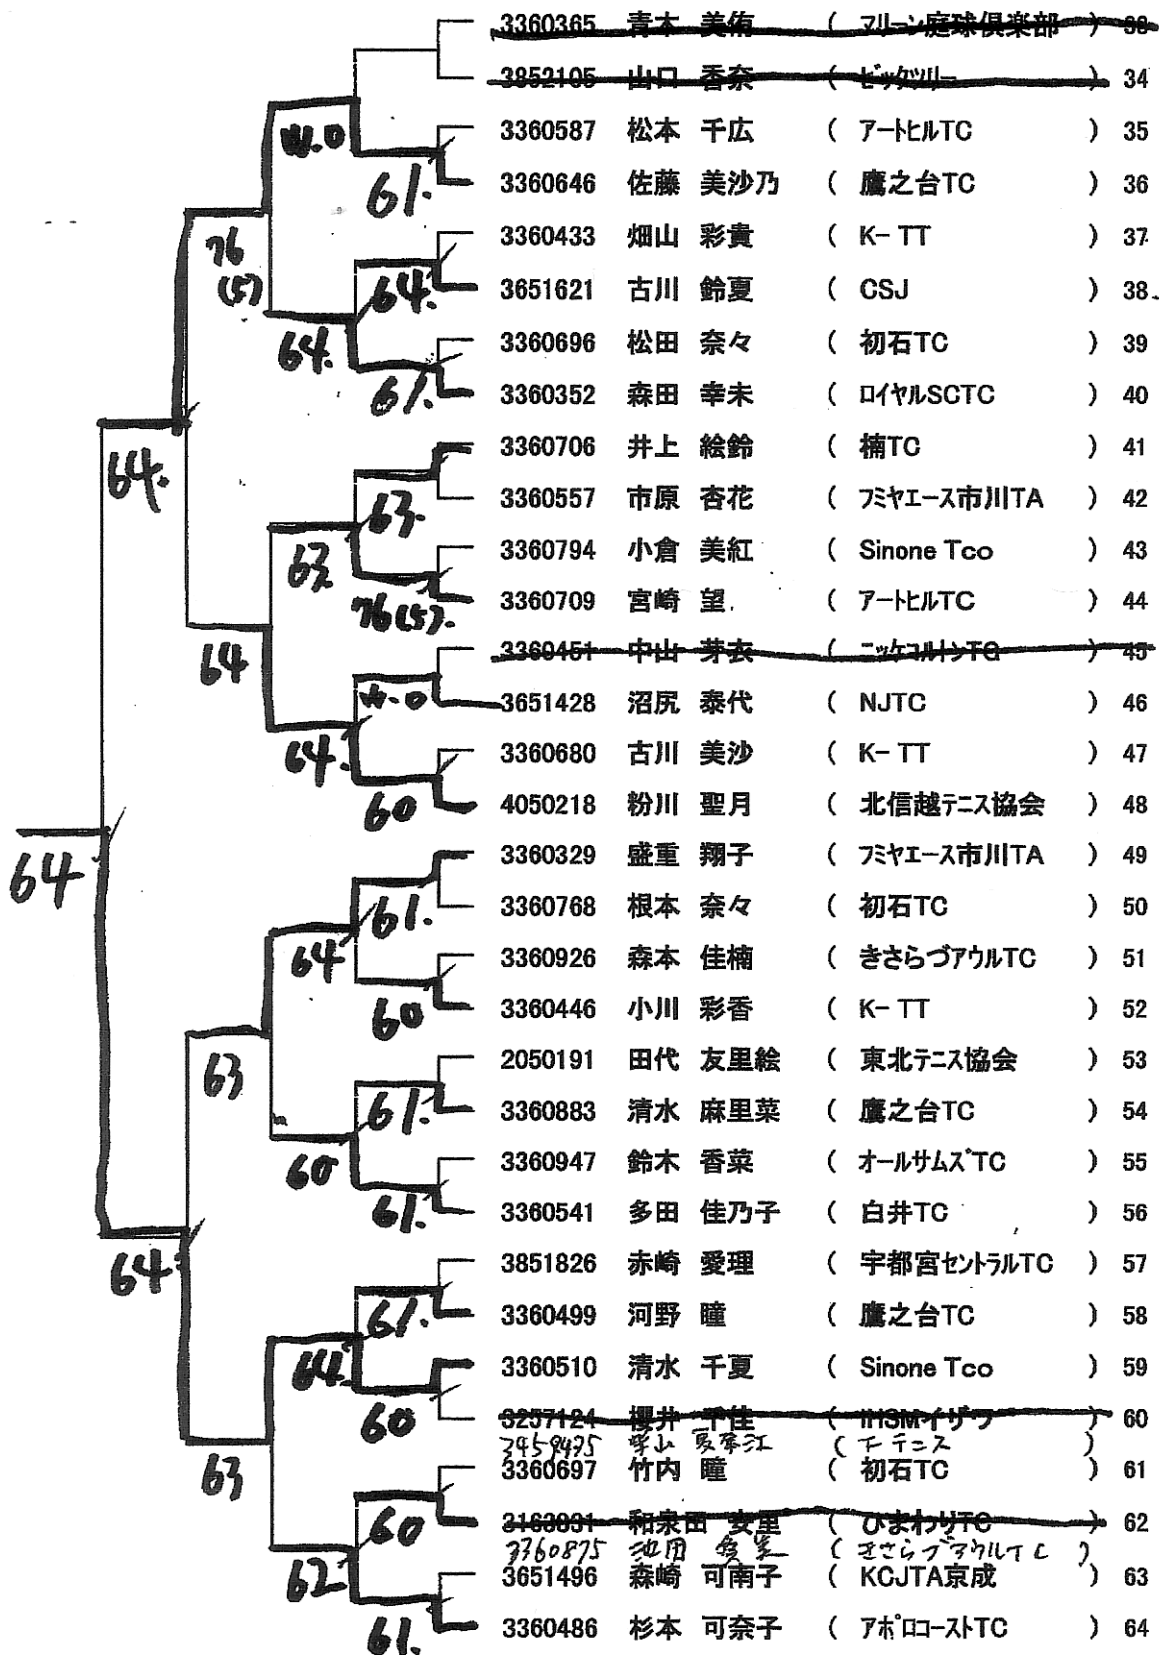 3360365 青木 美侑 ( マリーン庭球倶楽部 ) 33
3852105 山口 香奈 ( ビックツリー ) 34
W.O 3360587 松本 千広 ( アートヒルTC ) 35
61. 3360646 佐藤 美沙乃 ( 鷹之台TC ) 36
76 3360433 畑山 彩貴 ( K-TT ) 37
(5) 64. 3651621 古川 鈴夏 ( CSJ ) 38
64. 3360696 松田 奈々 ( 初石TC ) 39
61. 3360352 森田 幸未 ( ロイヤルSCTC ) 40
64. 3360706 井上 絵鈴 ( 楠TC ) 41
63. 3360557 市原 杏花 ( フミヤエース市川TA ) 42
63 3360794 小倉 美紅 ( Sinone Tco ) 43
76(5). 3360709 宮崎 望 ( アートヒルTC ) 44
64 3360451 中山 芽衣 ( ニッケコルトンTC ) 45
W.O 3651428 沼尻 泰代 ( NJTC ) 46
64. 3360680 古川 美沙 ( K-TT ) 47
60 4050218 粉川 聖月 ( 北信越テニス協会 ) 48
64 3360329 盛重 翔子 ( フミヤエース市川TA ) 49
61. 3360768 根本 奈々 ( 初石TC ) 50
64 3360926 森本 佳楠 ( きさらづアウルTC ) 51
60 3360446 小川 彩香 ( K-TT ) 52
63 2050191 田代 友里絵 ( 東北テニス協会 ) 53
61. 3360883 清水 麻里菜 ( 鷹之台TC ) 54
60 3360947 鈴木 香菜 ( オールサムズTC ) 55
61. 3360541 多田 佳乃子 ( 白井TC ) 56
64. 3851826 赤崎 愛理 ( 宇都宮セントラルTC ) 57
61. 3360499 河野 瞳 ( 鷹之台TC ) 58
64. 3360510 清水 千夏 ( Sinone Tco ) 59
60 3257124 櫻井 千佳 ( IHSMイザワ ) 60
( T-テニス )
63 3360697 竹内 瞳 ( 初石TC ) 61
60 3163831 和泉田 安里 ( ひまわりTC ) 62
3360875 池田 ( きさらづアウルTC )
62 3651496 森崎 可南子 ( KCJTA京成 ) 63
61. 3360486 杉本 可奈子 ( アポロコーストTC ) 64